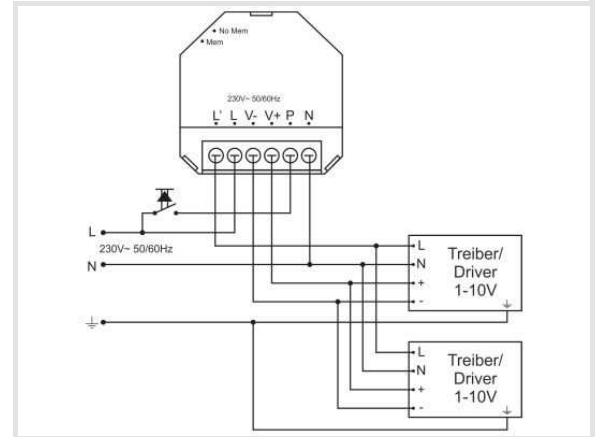 No Mem
Mem
230V~ 50/60Hz
L' L V- V+ P N
L
230V~ 50/60Hz
N
L
N
+
-
Treiber/
Driver
1-10V
L
N
+
-
Treiber/
Driver
1-10V